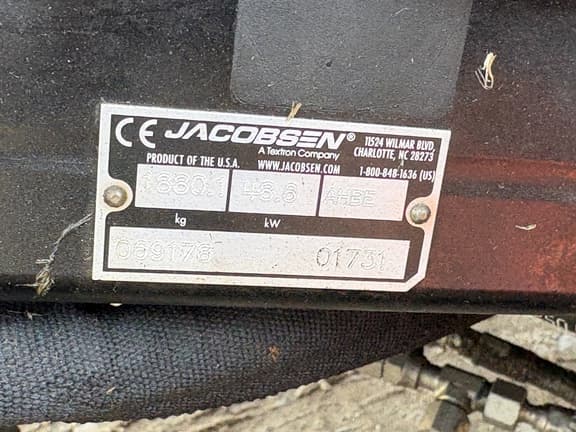 CE JACOBSEN®
A Textron Company
11524 WILMAR BLVD,
CHARLOTTE, NC 28273
PRODUCT OF THE U.S.A. WWW.JACOBSEN.COM 1-800-848-1636 (US)
1880.1 48.6 AHBE
kg kW
069178 01731